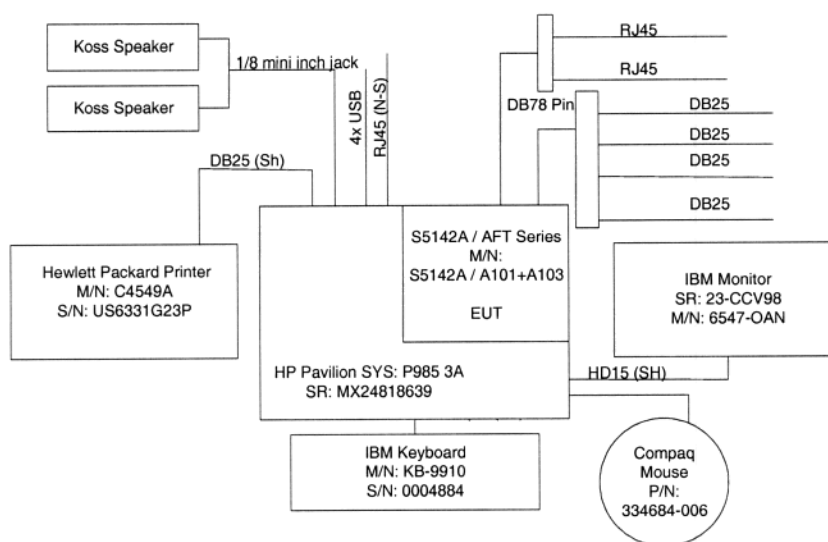 Koss Speaker
Koss Speaker
1/8 mini inch jack
4x USB
RJ45 (N-S)
RJ45
RJ45
DB78 Pin
DB25
DB25
DB25
DB25
DB25 (Sh)
Hewlett Packard Printer
M/N: C4549A
S/N: US6331G23P
S5142A / AFT Series
M/N:
S5142A / A101+A103
EUT
IBM Monitor
SR: 23-CCV98
M/N: 6547-OAN
HP Pavilion SYS: P985 3A
SR: MX24818639
HD15 (SH)
IBM Keyboard
M/N: KB-9910
S/N: 0004884
Compaq
Mouse
P/N:
334684-006